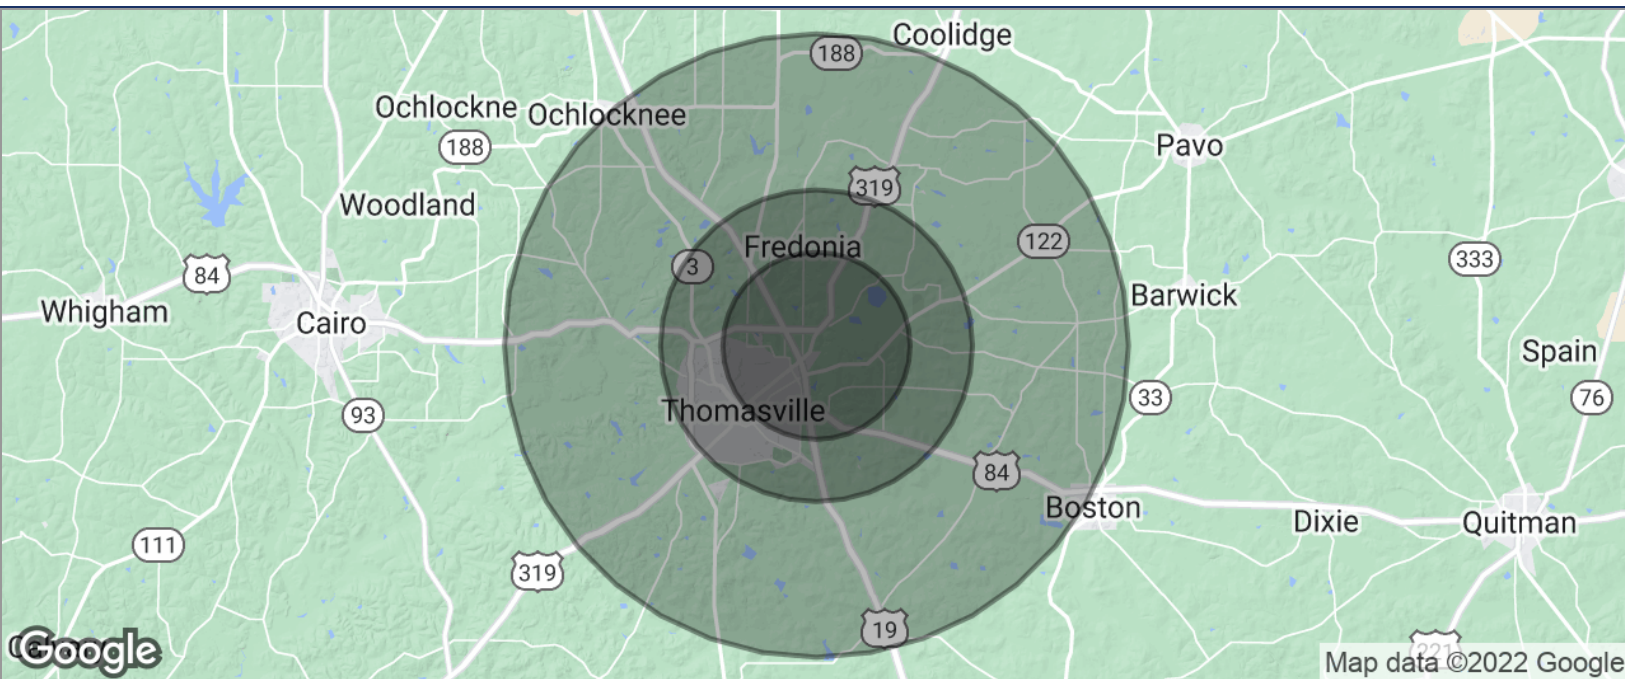 Coolidge
188
Ochlockne
Ochlocknee
188
Pavo
319
Woodland
122
Fredonia
333
84
3
Barwick
Whigham
Cairo
Spain
33
76
93
Thomasville
84
Boston
Dixie
Quitman
111
319
19
221
Google
Map data ©2022 Google